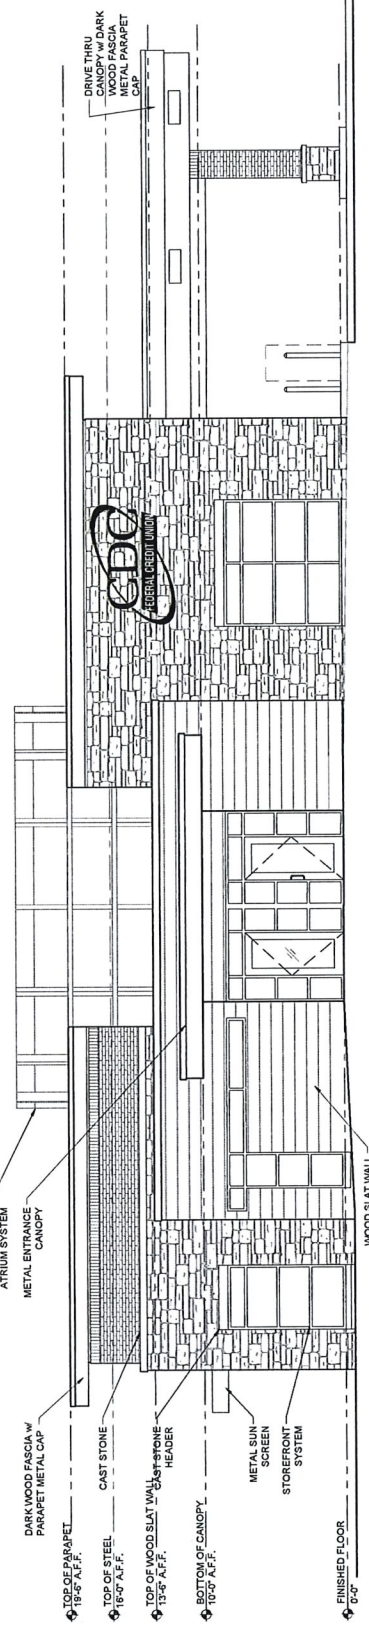 ATRIUM SYSTEM
METAL ENTRANCE
CANOPY
DARK WOOD FASCIA w/
PARAPET METAL CAP
CAST STONE
CAST STONE
HEADER
METAL SUN
SCREEN
STOREFRONT
SYSTEM
WOOD SLAT WALL
TOP OF PARAPET
19'-6" A.F.F.
TOP OF STEEL
16'-0" A.F.F.
TOP OF WOOD SLAT WALL
13'-6" A.F.F.
BOTTOM OF CANOPY
10'-0" A.F.F.
FINISHED FLOOR
0'-0"
CDC
FEDERAL CREDIT UNION
DRIVE THRU
CANOPY w/ DARK
WOOD FASCIA
METAL PARAPET
CAP